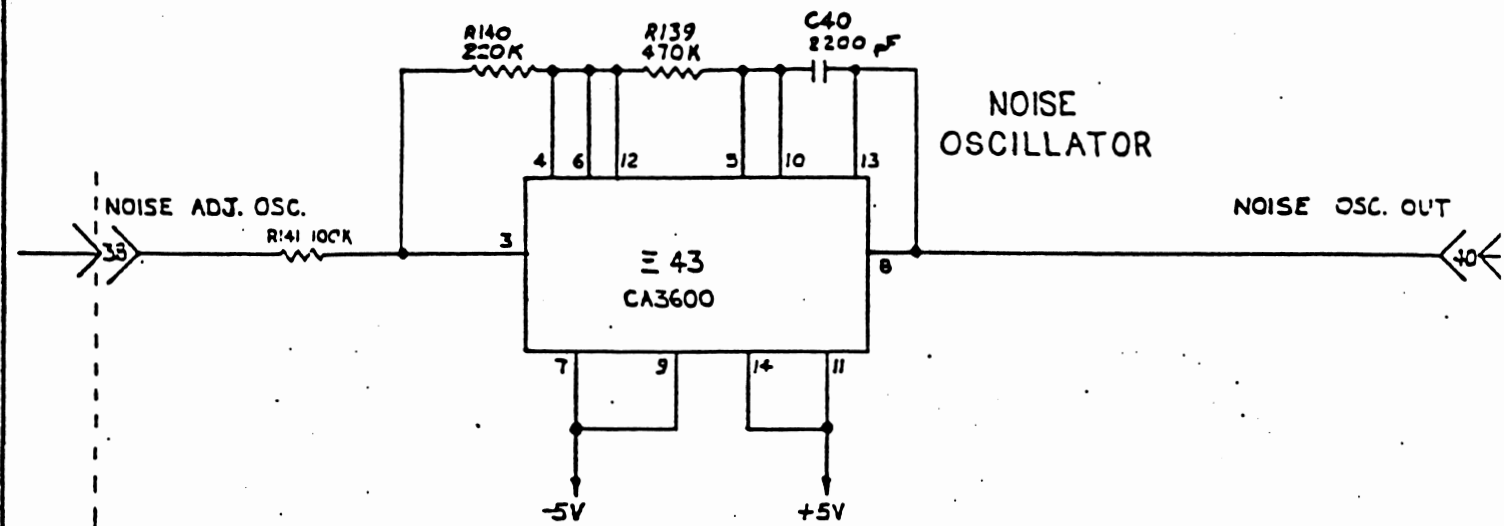 R140
220K
R139
470K
C40
2200 pF
NOISE
OSCILLATOR
4 6 12 5 10 13
NOISE ADJ. OSC.
NOISE OSC. OUT
33
R141 100K
3
Ξ 43
CA3600
8
40
7 9 14 11
-5V +5V